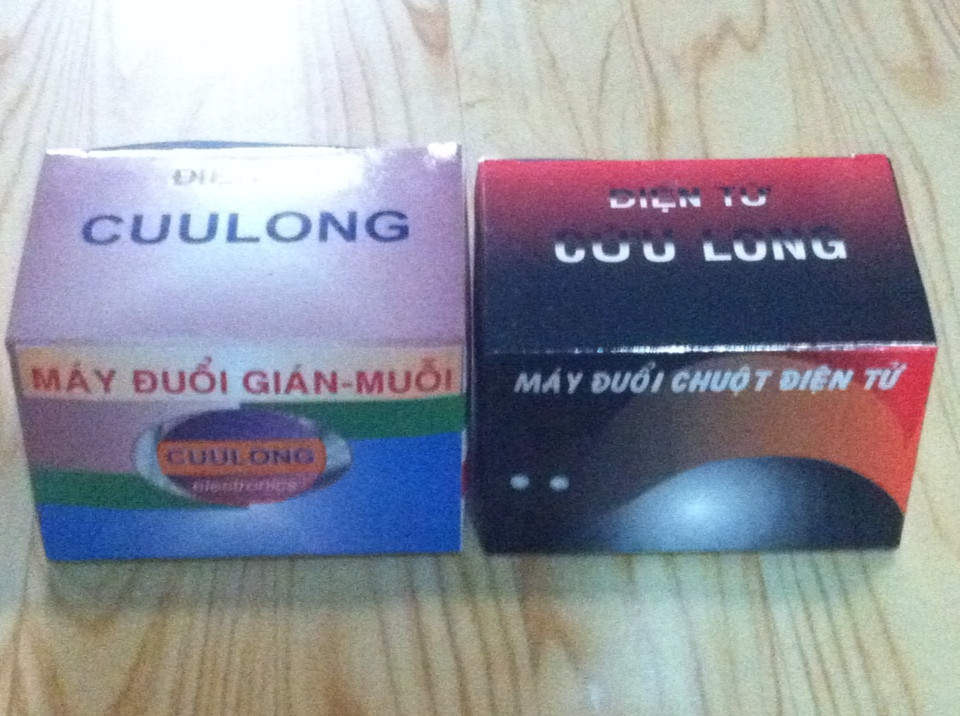 CUULONG
MÁY ĐUỔI GIÁN-MUỖI
CUULONG
electronics
ĐIỆN TỬ
CỬU LONG
MÁY ĐUỔI CHUỘT ĐIỆN TỬ